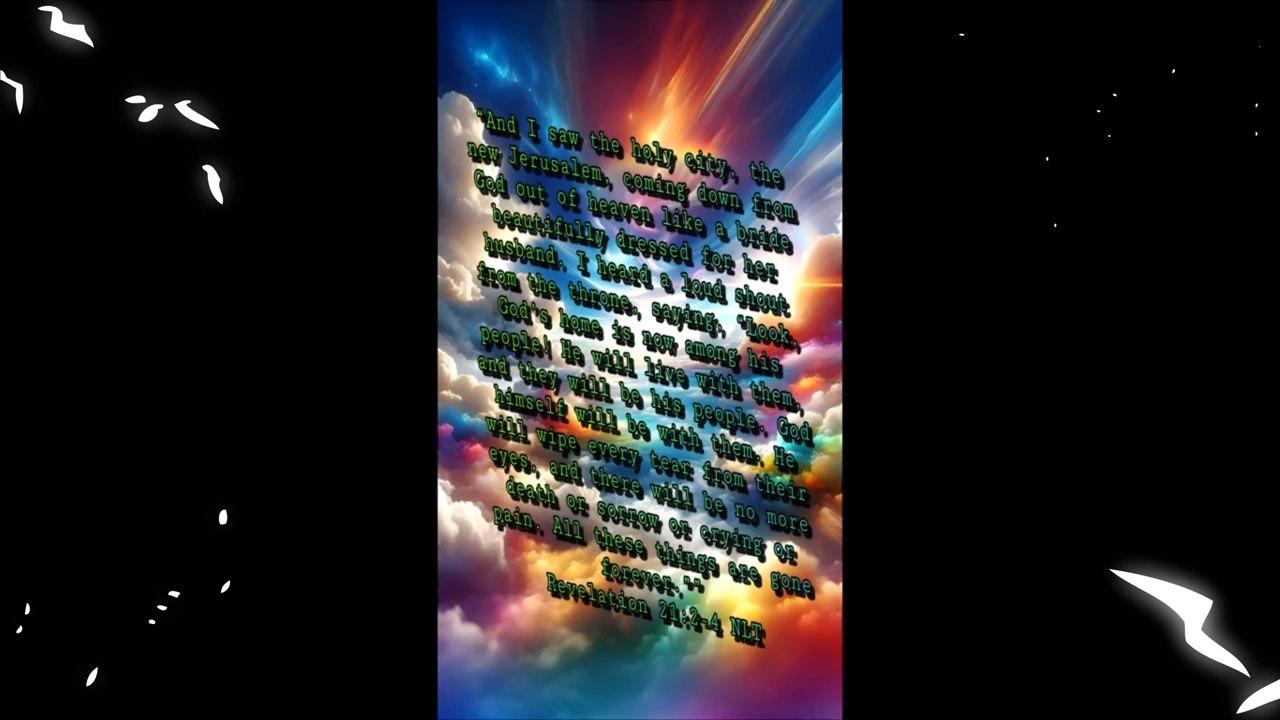 "And I saw the holy city, the
new Jerusalem, coming down from
God out of heaven like a bride
beautifully dressed for her
husband. I heard a loud shout
from the throne, saying, "Look,
God's home is now among his
people! He will live with them,
and they will be his people. God
himself will be with them. He
will wipe every tear from their
eyes, and there will be no more
death or sorrow or crying or
pain. All these things are gone
forever.""
Revelation 21:2-4 NLT